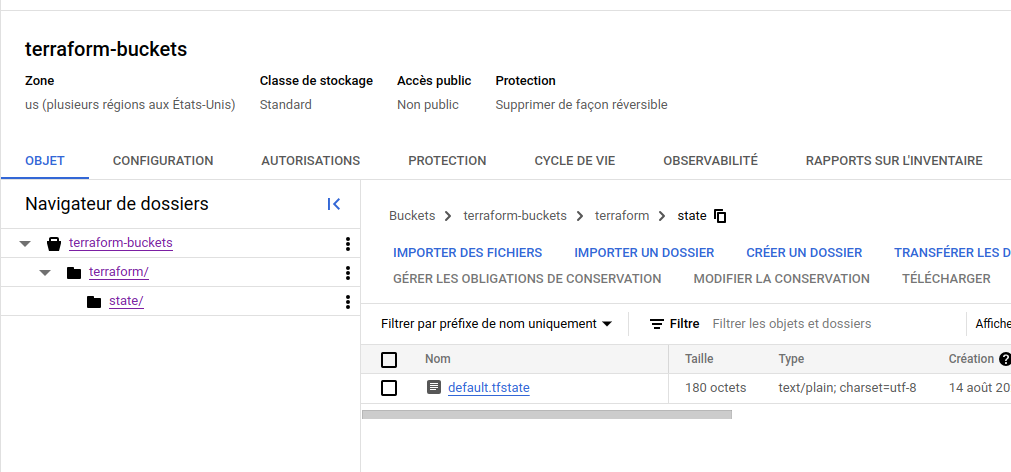 terraform-buckets
Zone Classe de stockage Accès public Protection
us (plusieurs régions aux États-Unis) Standard Non public Supprimer de façon réversible
OBJET CONFIGURATION AUTORISATIONS PROTECTION CYCLE DE VIE OBSERVABILITÉ RAPPORTS SUR L'INVENTAIRE
Navigateur de dossiers
terraform-buckets
terraform/
state/
Buckets terraform-buckets terraform state
IMPORTER DES FICHIERS IMPORTER UN DOSSIER CRÉER UN DOSSIER TRANSFÉRER LES D
GÉRER LES OBLIGATIONS DE CONSERVATION MODIFIER LA CONSERVATION TÉLÉCHARGER
Filtrer par préfixe de nom uniquement Filtre Filtrer les objets et dossiers Affiche
Nom Taille Type Création
default.tfstate 180 octets text/plain; charset=utf-8 14 août 20